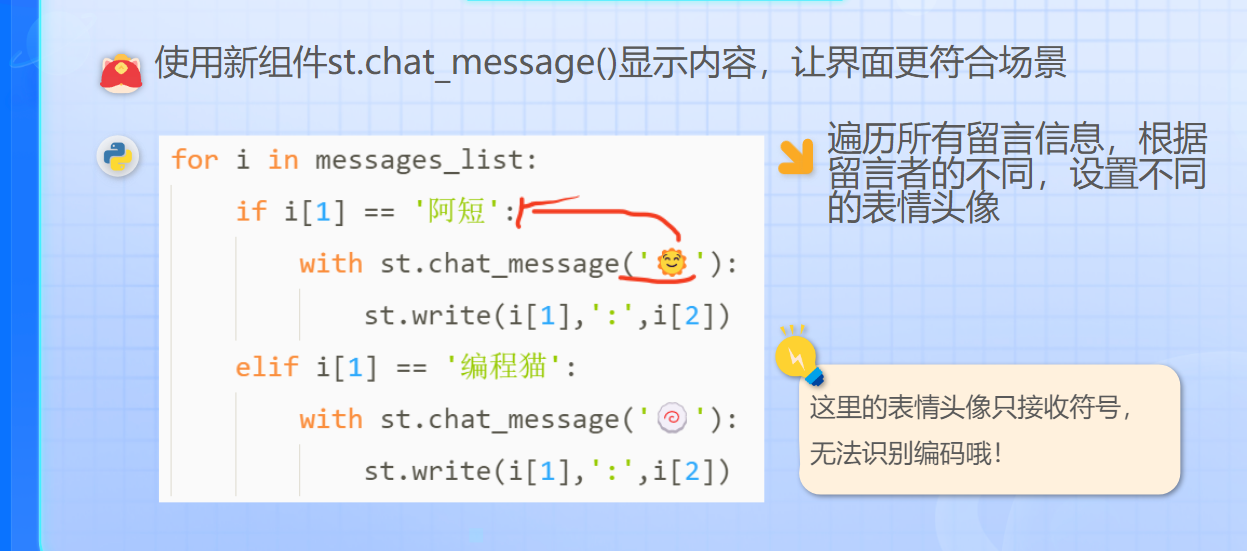 使用新组件st.chat_message()显示内容，让界面更符合场景
for i in messages_list:
if i[1] == '阿短':
with st.chat_message('🌞'):
st.write(i[1],':',i[2])
elif i[1] == '编程猫':
with st.chat_message('🍥'):
st.write(i[1],':',i[2])
遍历所有留言信息，根据
留言者的不同，设置不同
的表情头像
这里的表情头像只接收符号，
无法识别编码哦！